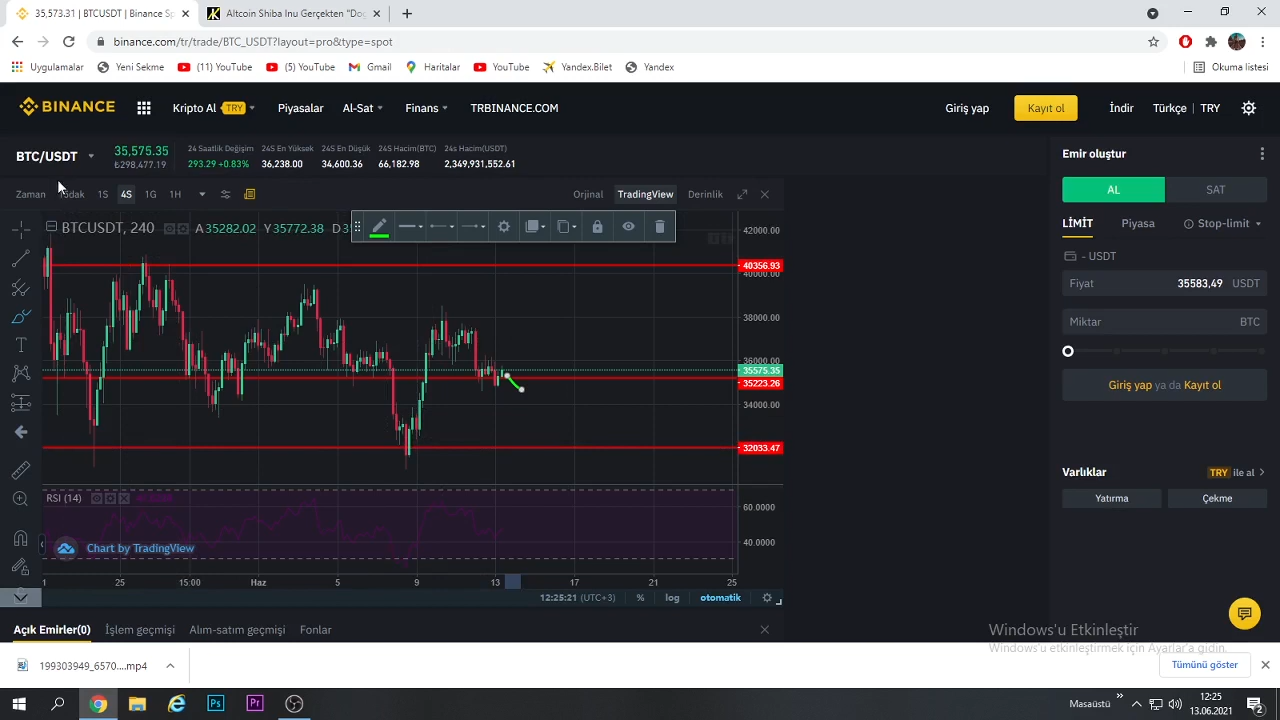 35,573.31 | BTCUSDT | Binance Sp
Altcoin Shiba Inu Gerçekten "Dog
binance.com/tr/trade/BTC_USDT?layout=pro&type=spot
Uygulamalar
Yeni Sekme
(11) YouTube
(5) YouTube
Gmail
Haritalar
YouTube
Yandex.Bilet
Yandex
Okuma listesi
BINANCE
Kripto Al TRY
Piyasalar
Al-Sat
Finans
TRBINANCE.COM
Giriş yap
Kayıt ol
İndir
Türkçe
TRY
BTC/USDT
35,575.35
₺298,477.19
24 Saatlik Değişim
293.29 +0.83%
24S En Yüksek
36,238.00
24S En Düşük
34,600.36
24S Hacim(BTC)
66,182.98
24s Hacim(USDT)
2,349,931,552.61
Zaman
1S
4S
1G
1H
Orjinal
TradingView
Derinlik
BTCUSDT, 240
A35282.02
Y35772.38
42000.00
40356.93
40000.00
38000.00
36000.00
35575.35
35223.26
34000.00
32033.47
RSI (14)
60.0000
40.0000
Chart by TradingView
1
25
15:00
Haz
5
9
13
17
21
25
12:25:21 (UTC+3)
%
log
otomatik
Açık Emirler(0)
İşlem geçmişi
Alım-satım geçmişi
Fonlar
Emir oluştur
AL
SAT
LİMİT
Piyasa
Stop-limit
- USDT
Fiyat
35583.49
USDT
Miktar
BTC
Giriş yap ya da Kayıt ol
Varlıklar
TRY ile al
Yatırma
Çekme
Windows'u Etkinleştir
Windows'u etkinleştirmek için Ayarlar'a gidin.
199303949_6570....mp4
Tümünü göster
Ps
Pr
Masaüstü
12:25
13.06.2021
2